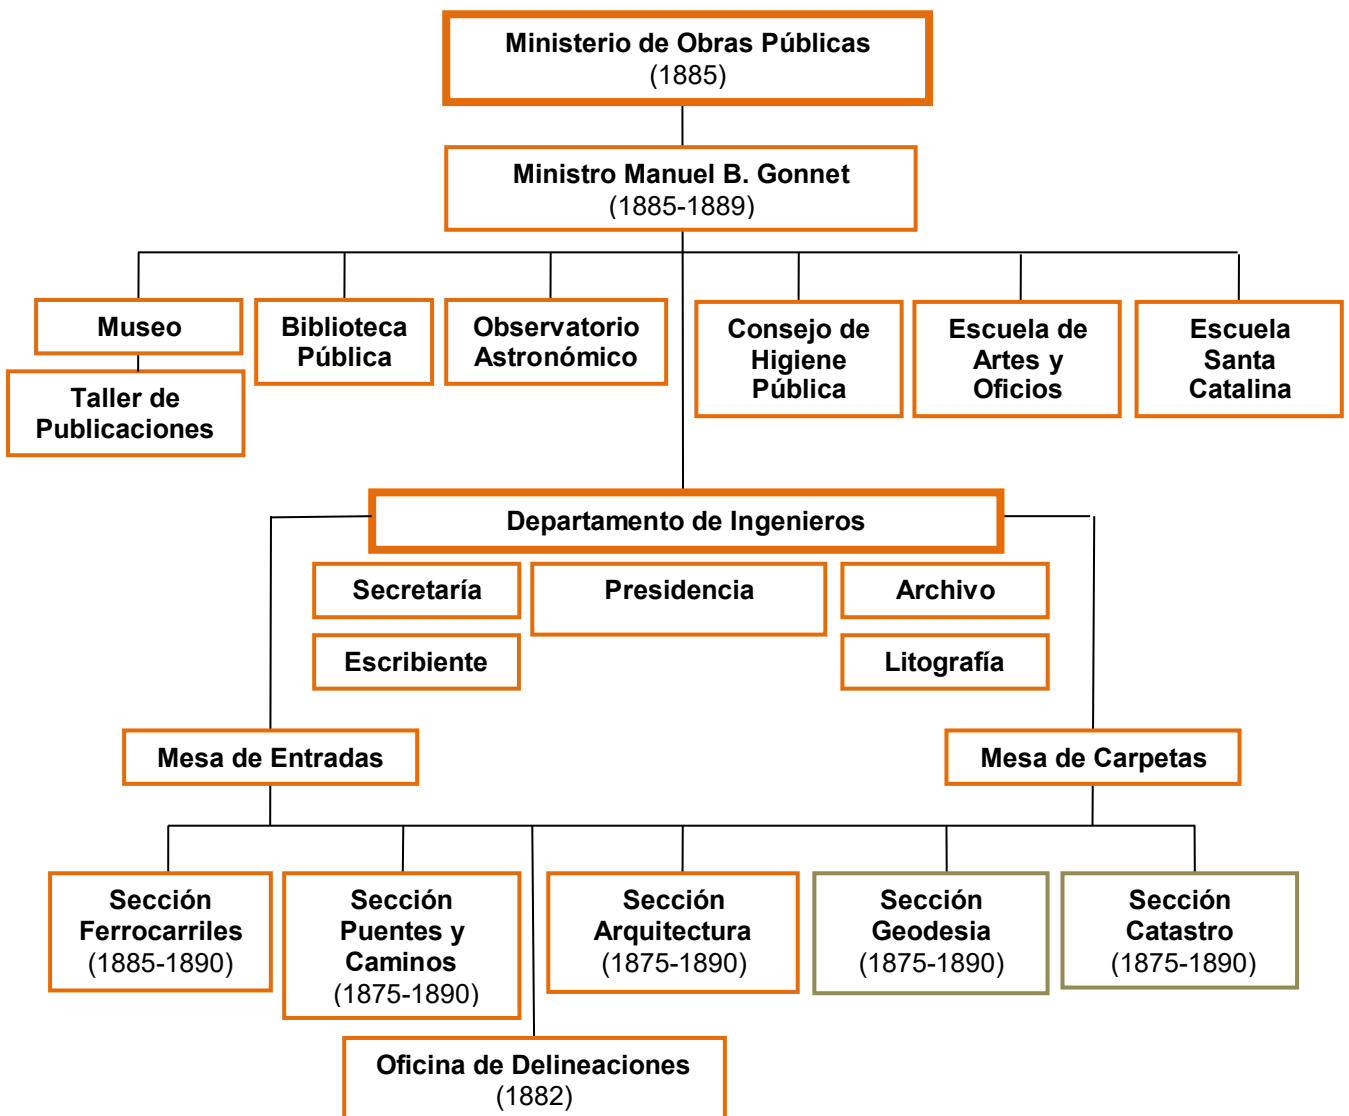 Ministerio de Obras Públicas
(1885)
Ministro Manuel B. Gonnet
(1885-1889)
Museo
Taller de
Publicaciones
Biblioteca
Pública
Observatorio
Astronómico
Consejo de
Higiene
Pública
Escuela de
Artes y
Oficios
Escuela
Santa
Catalina
Departamento de Ingenieros
Secretaría
Presidencia
Archivo
Escribiente
Litografía
Mesa de Entradas
Mesa de Carpetas
Sección
Ferrocarriles
(1885-1890)
Sección
Puentes y
Caminos
(1875-1890)
Sección
Arquitectura
(1875-1890)
Sección
Geodesia
(1875-1890)
Sección
Catastro
(1875-1890)
Oficina de Delineaciones
(1882)